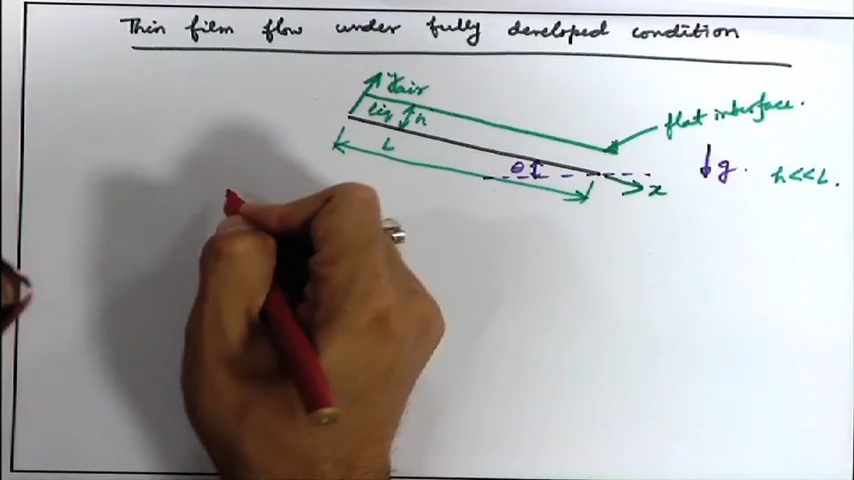 Thin film flow under fully developed condition
y
air
liq
h
flat interface.
L
θ
g.
h<<L.
x